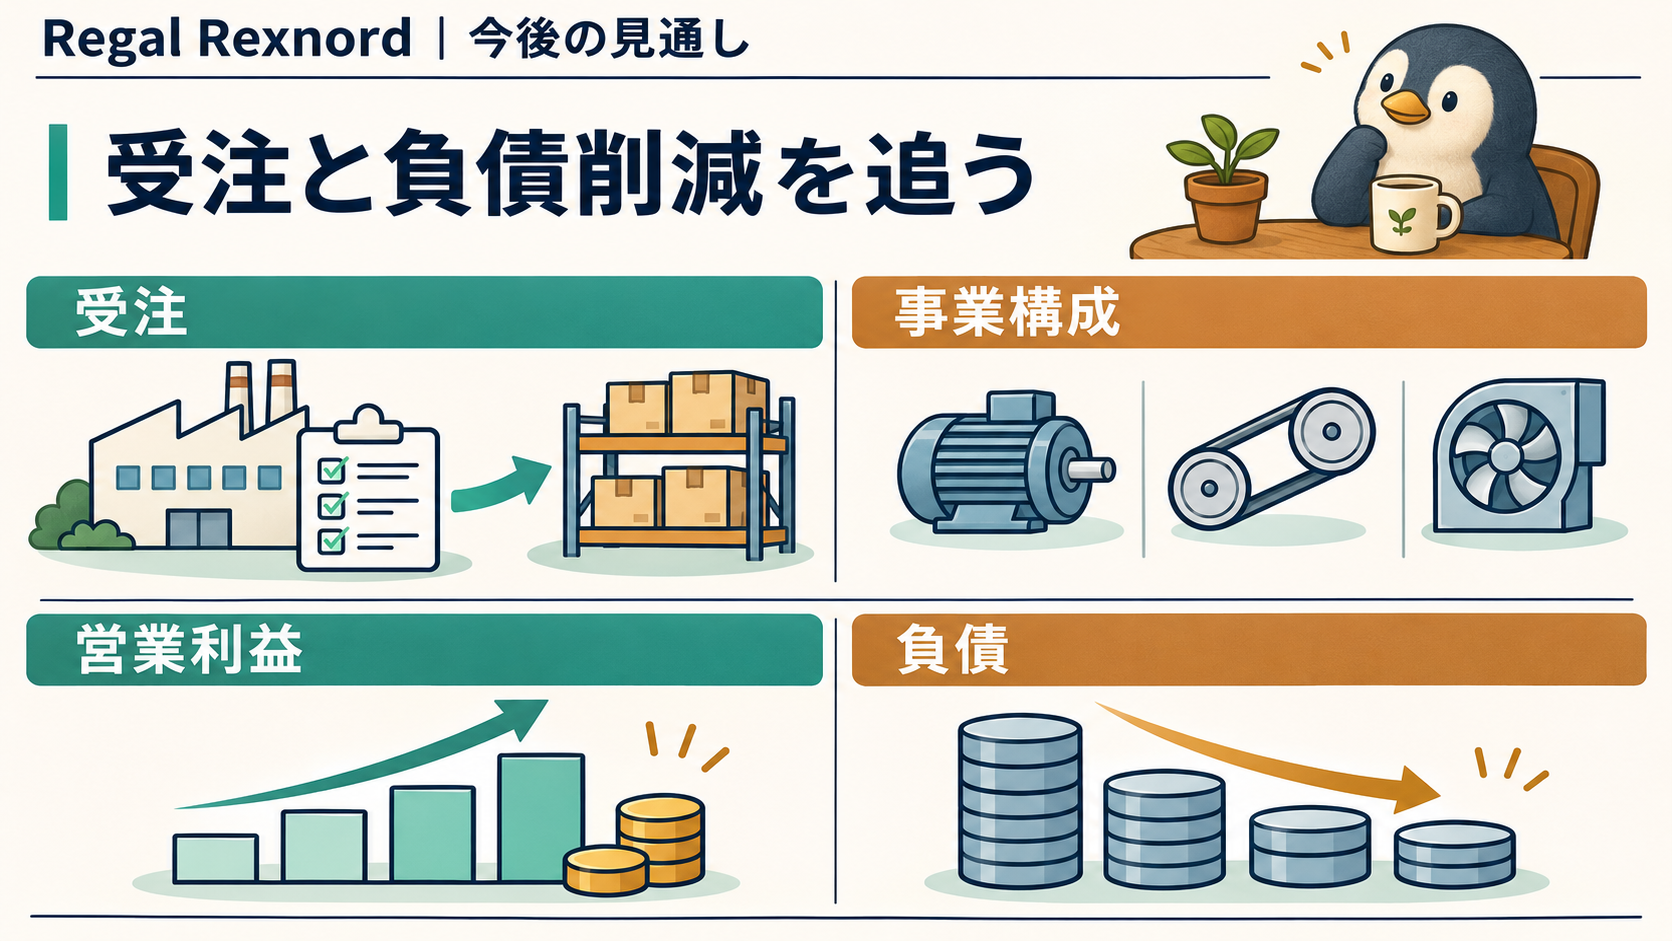 Regal Rexnord｜今後の見通し
受注と負債削減を追う
受注
事業構成
営業利益
負債